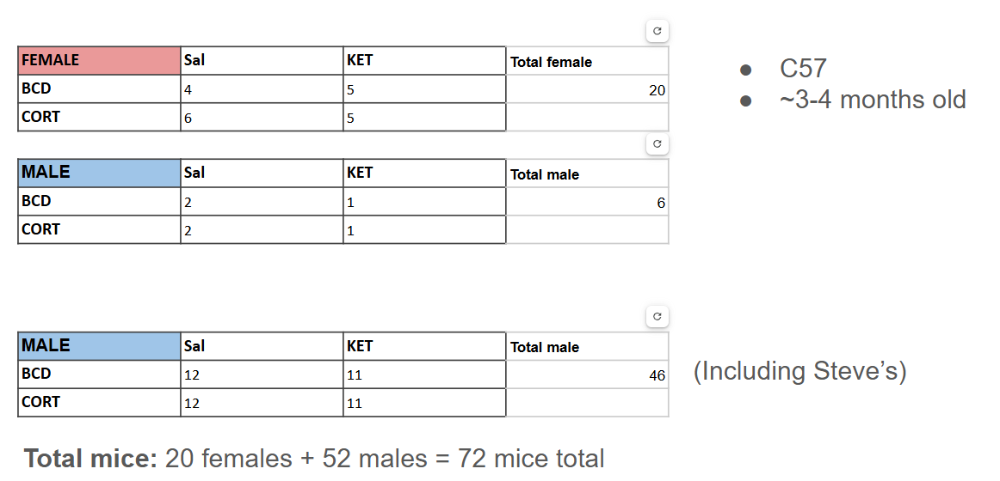 FEMALE Sal KET Total female
BCD 4 5 20
CORT 6 5
MALE Sal KET Total male
BCD 2 1 6
CORT 2 1
MALE Sal KET Total male
BCD 12 11 46
CORT 12 11
Total mice: 20 females + 52 males = 72 mice total
● C57
● ~3-4 months old
(Including Steve’s)